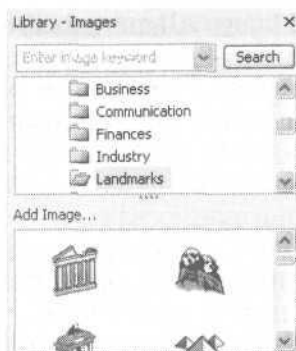 Library - Images
Enter image keyword
Search
Business
Communication
Finances
Industry
Landmarks
Add Image...